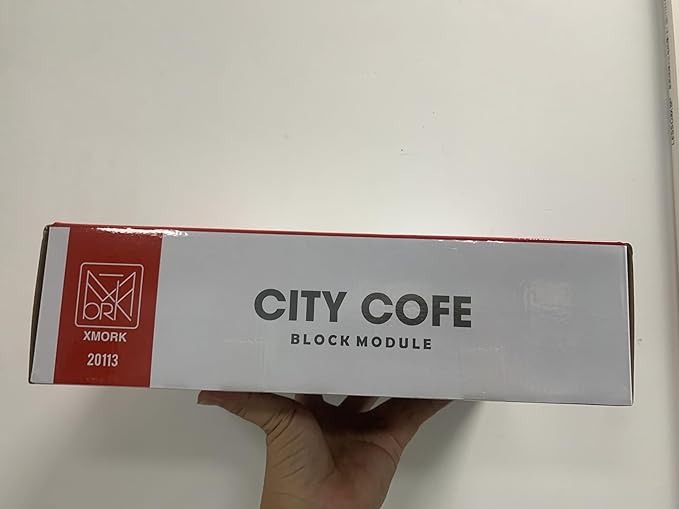 CITY COFE
BLOCK MODULE
XMORK
20113